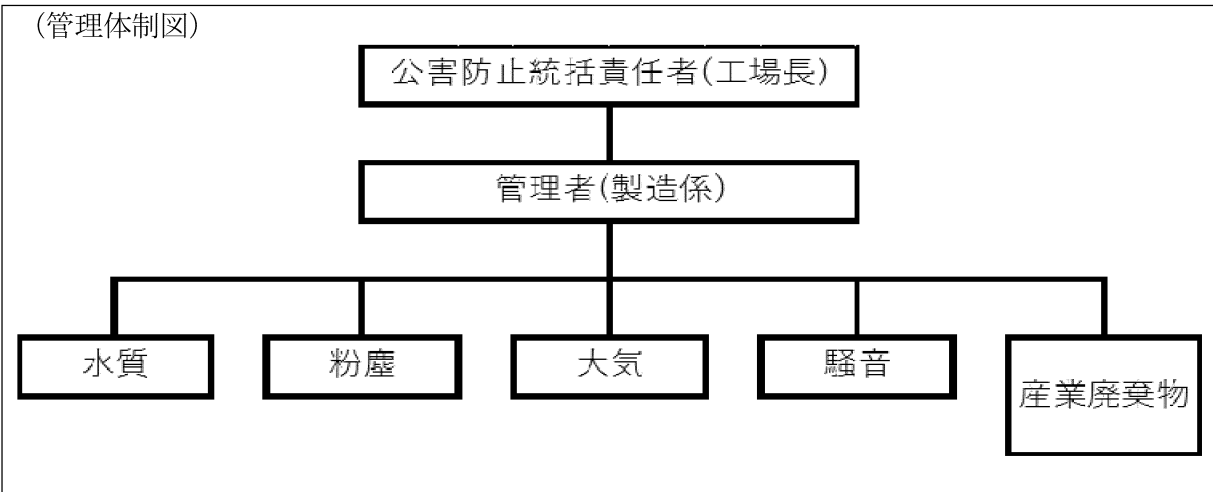 （管理体制図）
公害防止統括責任者(工場長)
管理者(製造係)
水質
粉塵
大気
騒音
産業廃棄物